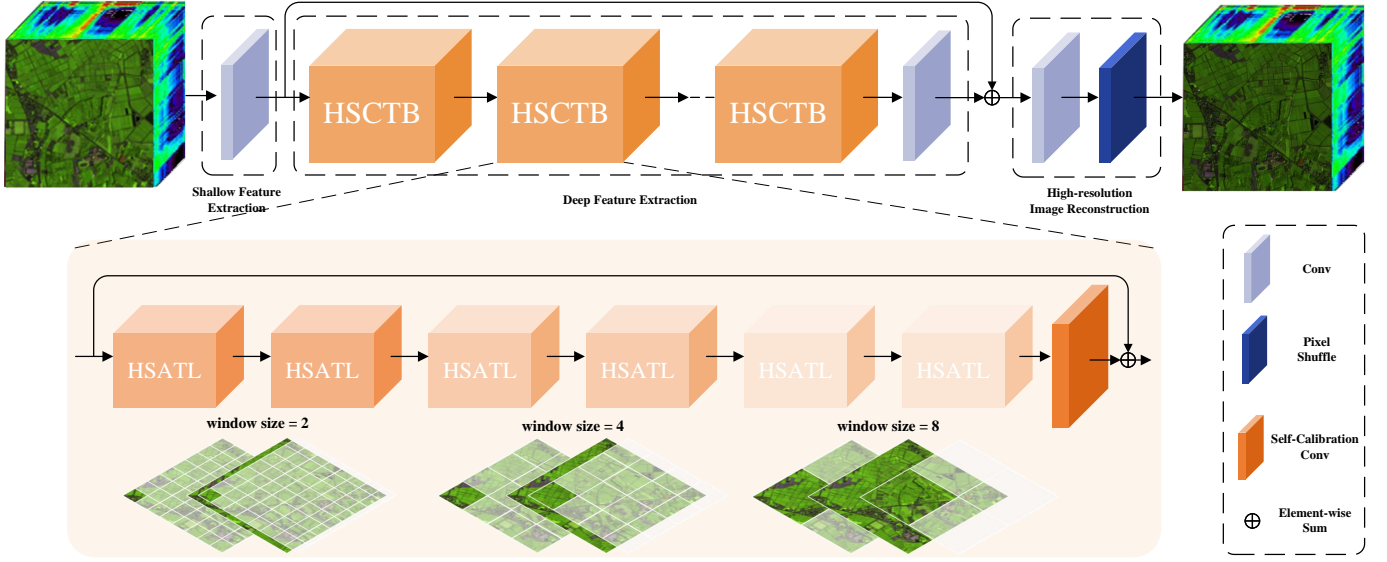 HSCTB
HSCTB
HSCTB
Shallow Feature
Extraction
Deep Feature Extraction
High-resolution
Image Reconstruction
HSATL
HSATL
HSATL
HSATL
HSATL
HSATL
window size = 2
window size = 4
window size = 8
Conv
Pixel
Shuffle
Self-Calibration
Conv
Element-wise
Sum